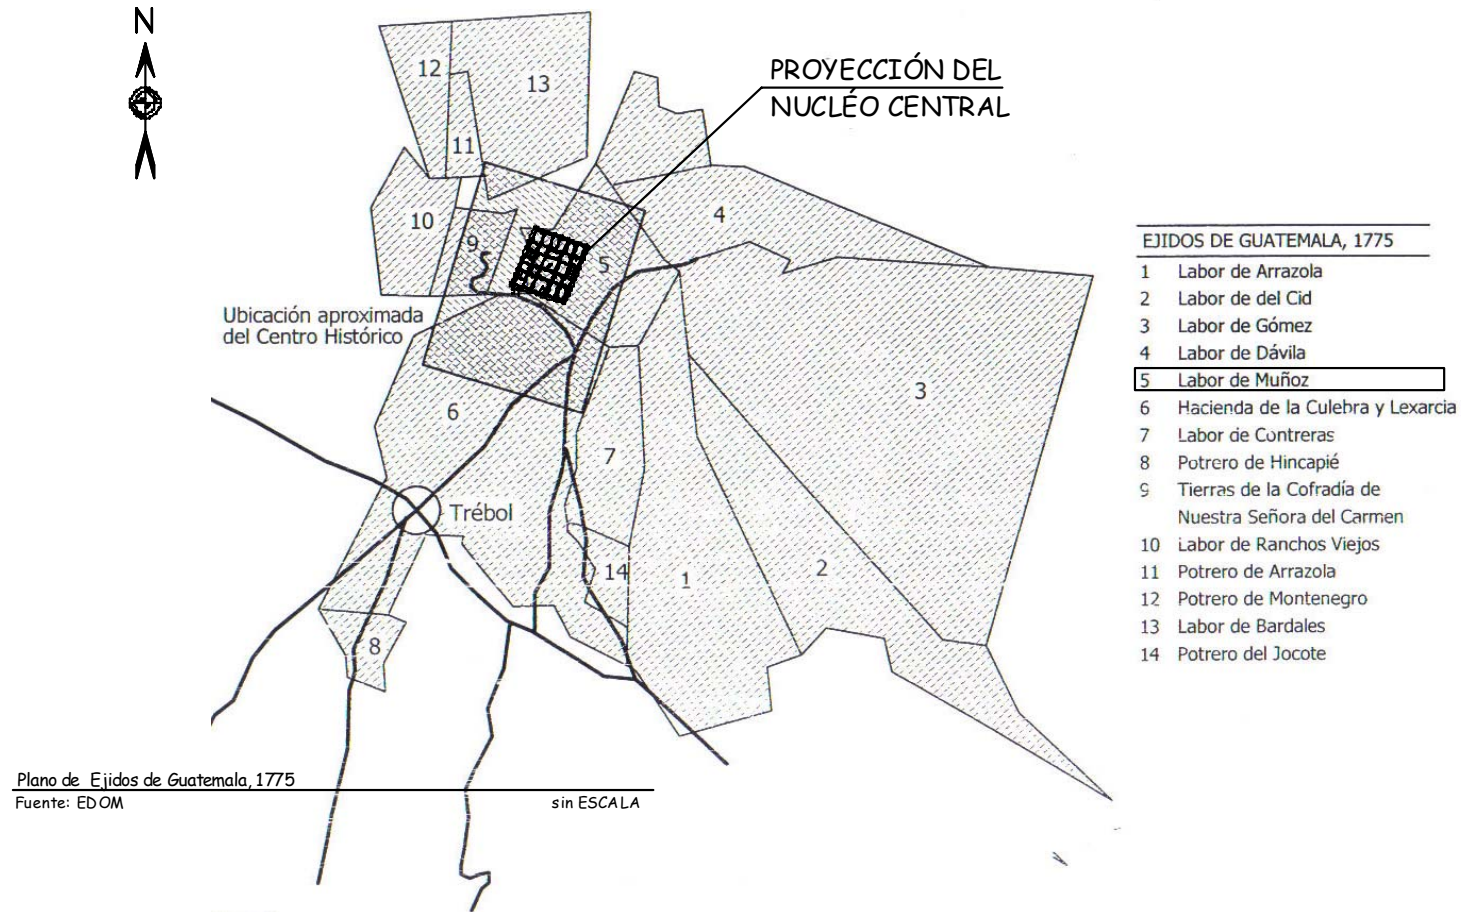 N
PROYECCIÓN DEL
NUCLÉO CENTRAL
12
13
11
10
4
9
5
Ubicación aproximada
del Centro Histórico
3
6
7
Trébol
14
1
2
8
EJIDOS DE GUATEMALA, 1775
1 Labor de Arrazola
2 Labor de del Cid
3 Labor de Gómez
4 Labor de Dávila
5 Labor de Muñoz
6 Hacienda de la Culebra y Lexarcia
7 Labor de Contreras
8 Potrero de Hincapié
9 Tierras de la Cofradía de
Nuestra Señora del Carmen
10 Labor de Ranchos Viejos
11 Potrero de Arrazola
12 Potrero de Montenegro
13 Labor de Bardales
14 Potrero del Jocote
Plano de Ejidos de Guatemala, 1775
Fuente: EDOM sin ESCALA